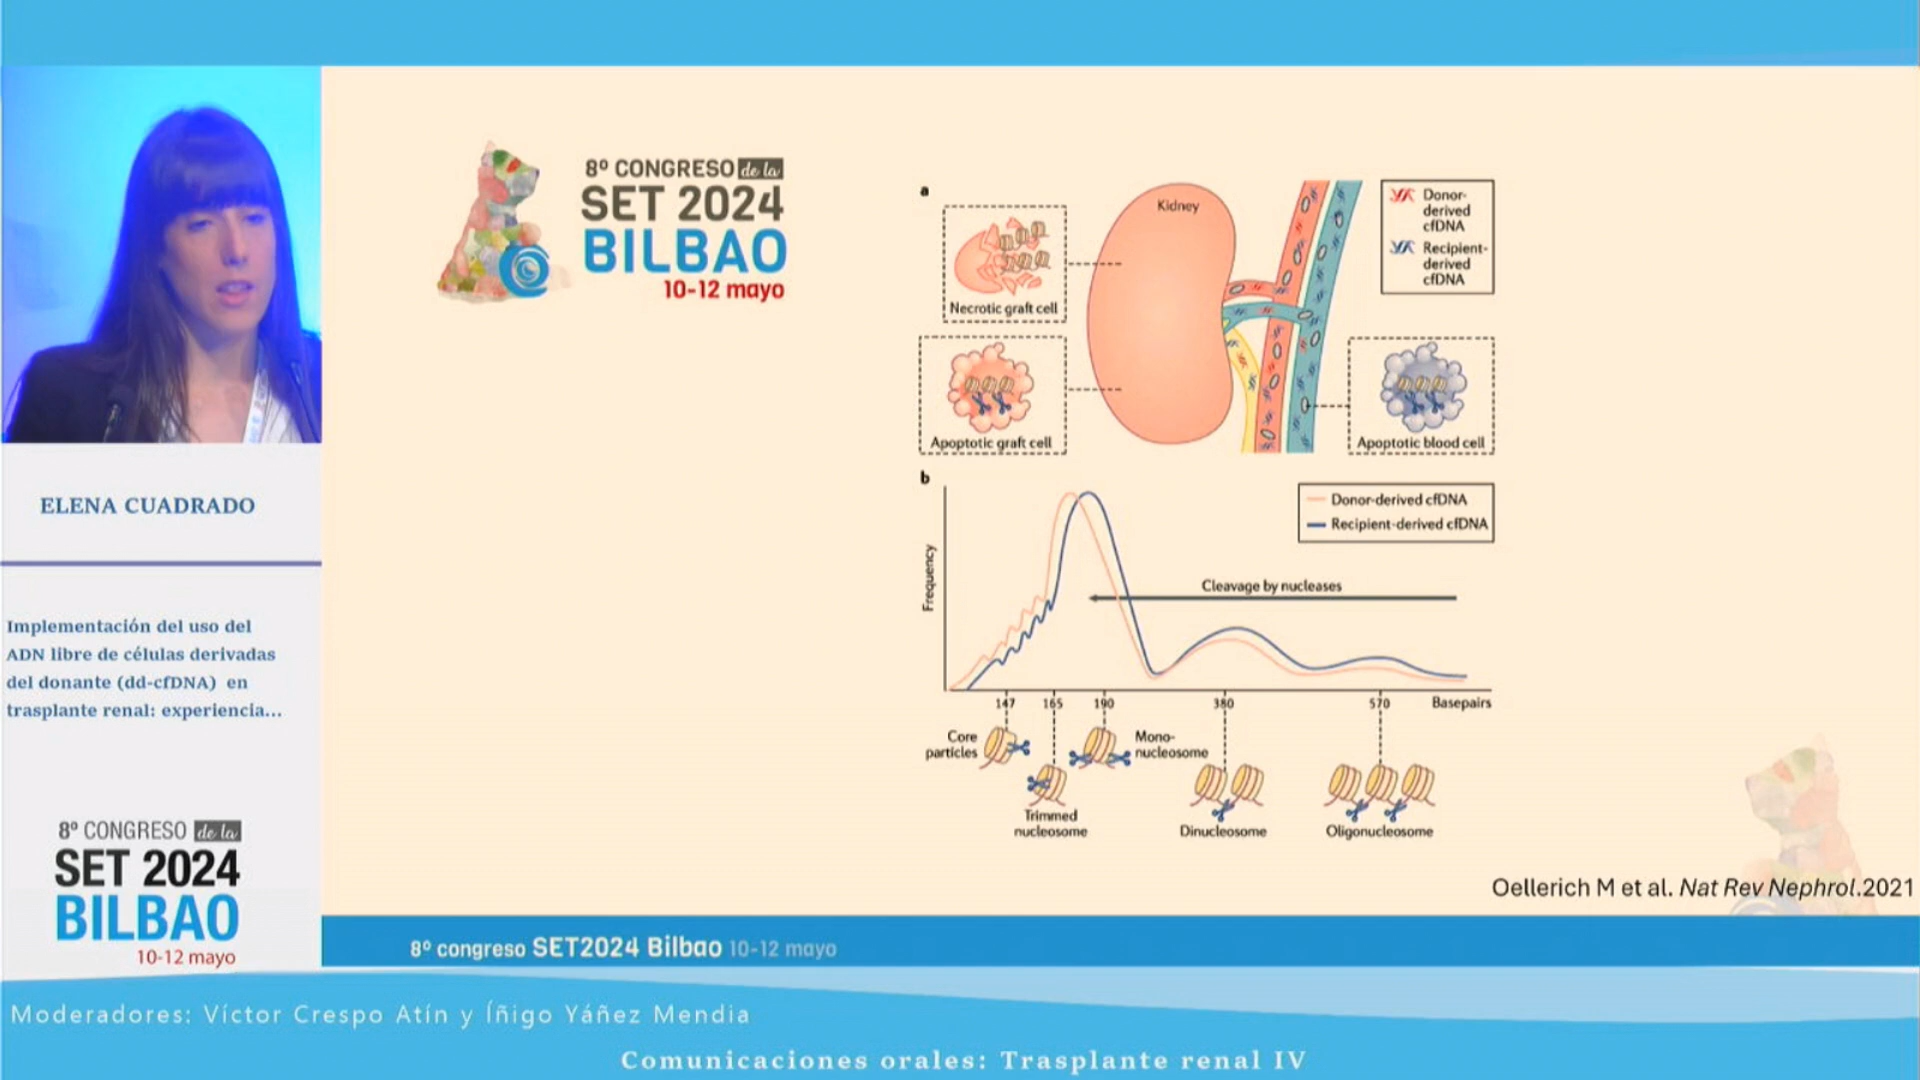 8º CONGRESO de la
SET 2024
BILBAO
10-12 mayo
a
Kidney
Necrotic graft cell
Apoptotic graft cell
Donor-
derived
cfDNA
Recipient-
derived
cfDNA
Apoptotic blood cell
b
Frequency
Donor-derived cfDNA
Recipient-derived cfDNA
Cleavage by nucleases
147 165 190 380 570 Basepairs
Core
particles
Trimmed
nucleosome
Mono-
nucleosome
Dinucleosome
Oligonucleosome
Oellerich M et al. Nat Rev Nephrol.2021
8º congreso SET2024 Bilbao 10-12 mayo
ELENA CUADRADO
Implementación del uso del
ADN libre de células derivadas
del donante (dd-cfDNA) en
trasplante renal: experiencia...
8º CONGRESO de la
SET 2024
BILBAO
10-12 mayo
Moderadores: Víctor Crespo Atín y Íñigo Yáñez Mendia
Comunicaciones orales: Trasplante renal IV